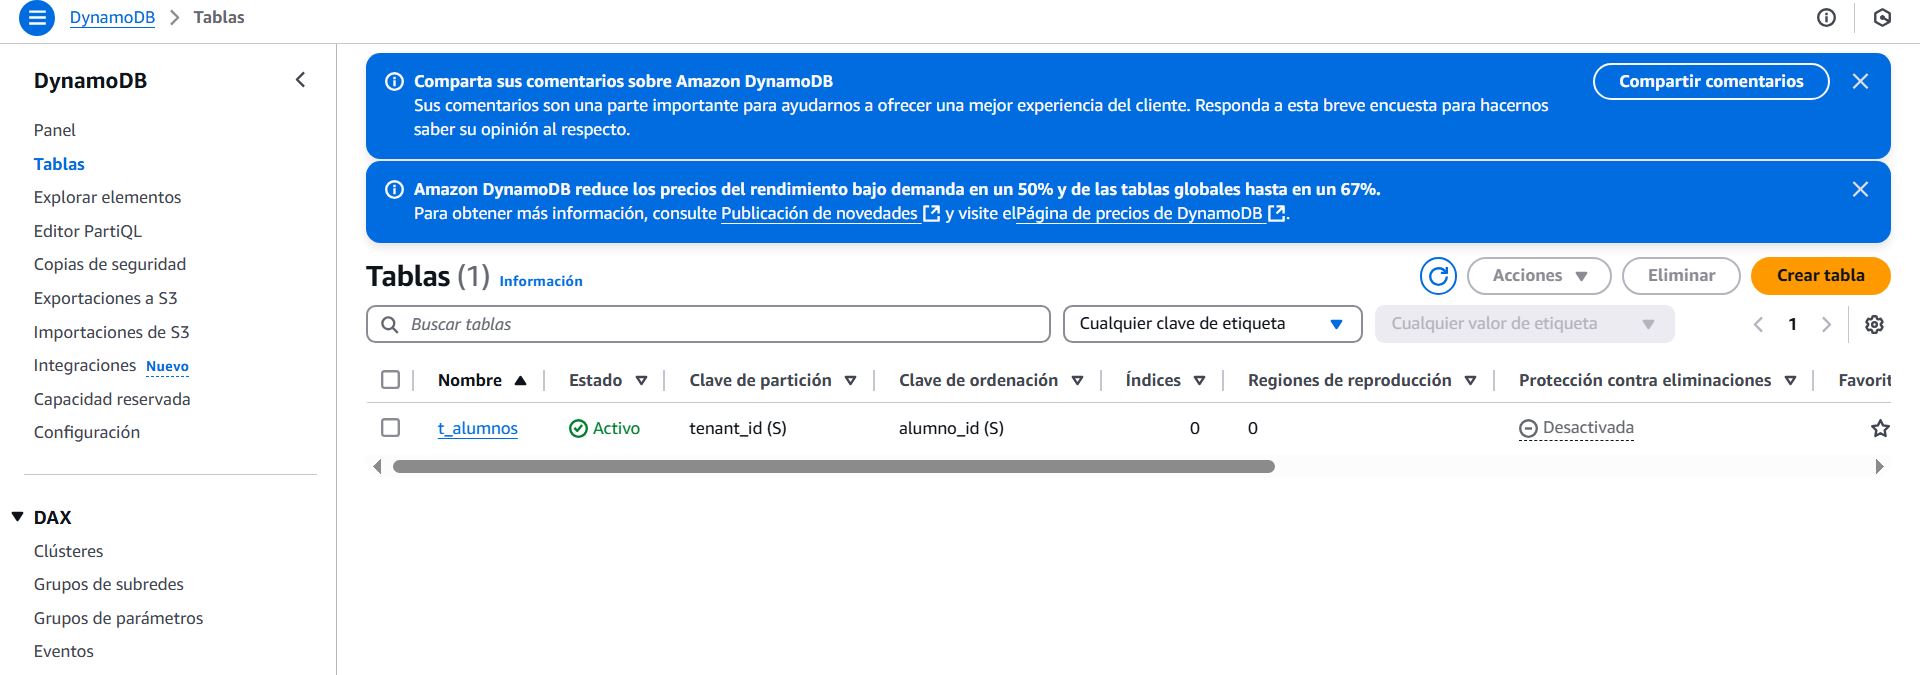 DynamoDB > Tablas
DynamoDB
Panel
Tablas
Explorar elementos
Editor PartiQL
Copias de seguridad
Exportaciones a S3
Importaciones de S3
Integraciones Nuevo
Capacidad reservada
Configuración
DAX
Clústeres
Grupos de subredes
Grupos de parámetros
Eventos
Comparta sus comentarios sobre Amazon DynamoDB
Sus comentarios son una parte importante para ayudarnos a ofrecer una mejor experiencia del cliente. Responda a esta breve encuesta para hacernos
saber su opinión al respecto.
Compartir comentarios
Amazon DynamoDB reduce los precios del rendimiento bajo demanda en un 50% y de las tablas globales hasta en un 67%.
Para obtener más información, consulte Publicación de novedades y visite elPágina de precios de DynamoDB.
Tablas (1) Información
Acciones Eliminar Crear tabla
Buscar tablas Cualquier clave de etiqueta Cualquier valor de etiqueta 1
Nombre Estado Clave de partición Clave de ordenación Índices Regiones de reproducción Protección contra eliminaciones Favorit
t_alumnos Activo tenant_id (S) alumno_id (S) 0 0 Desactivada